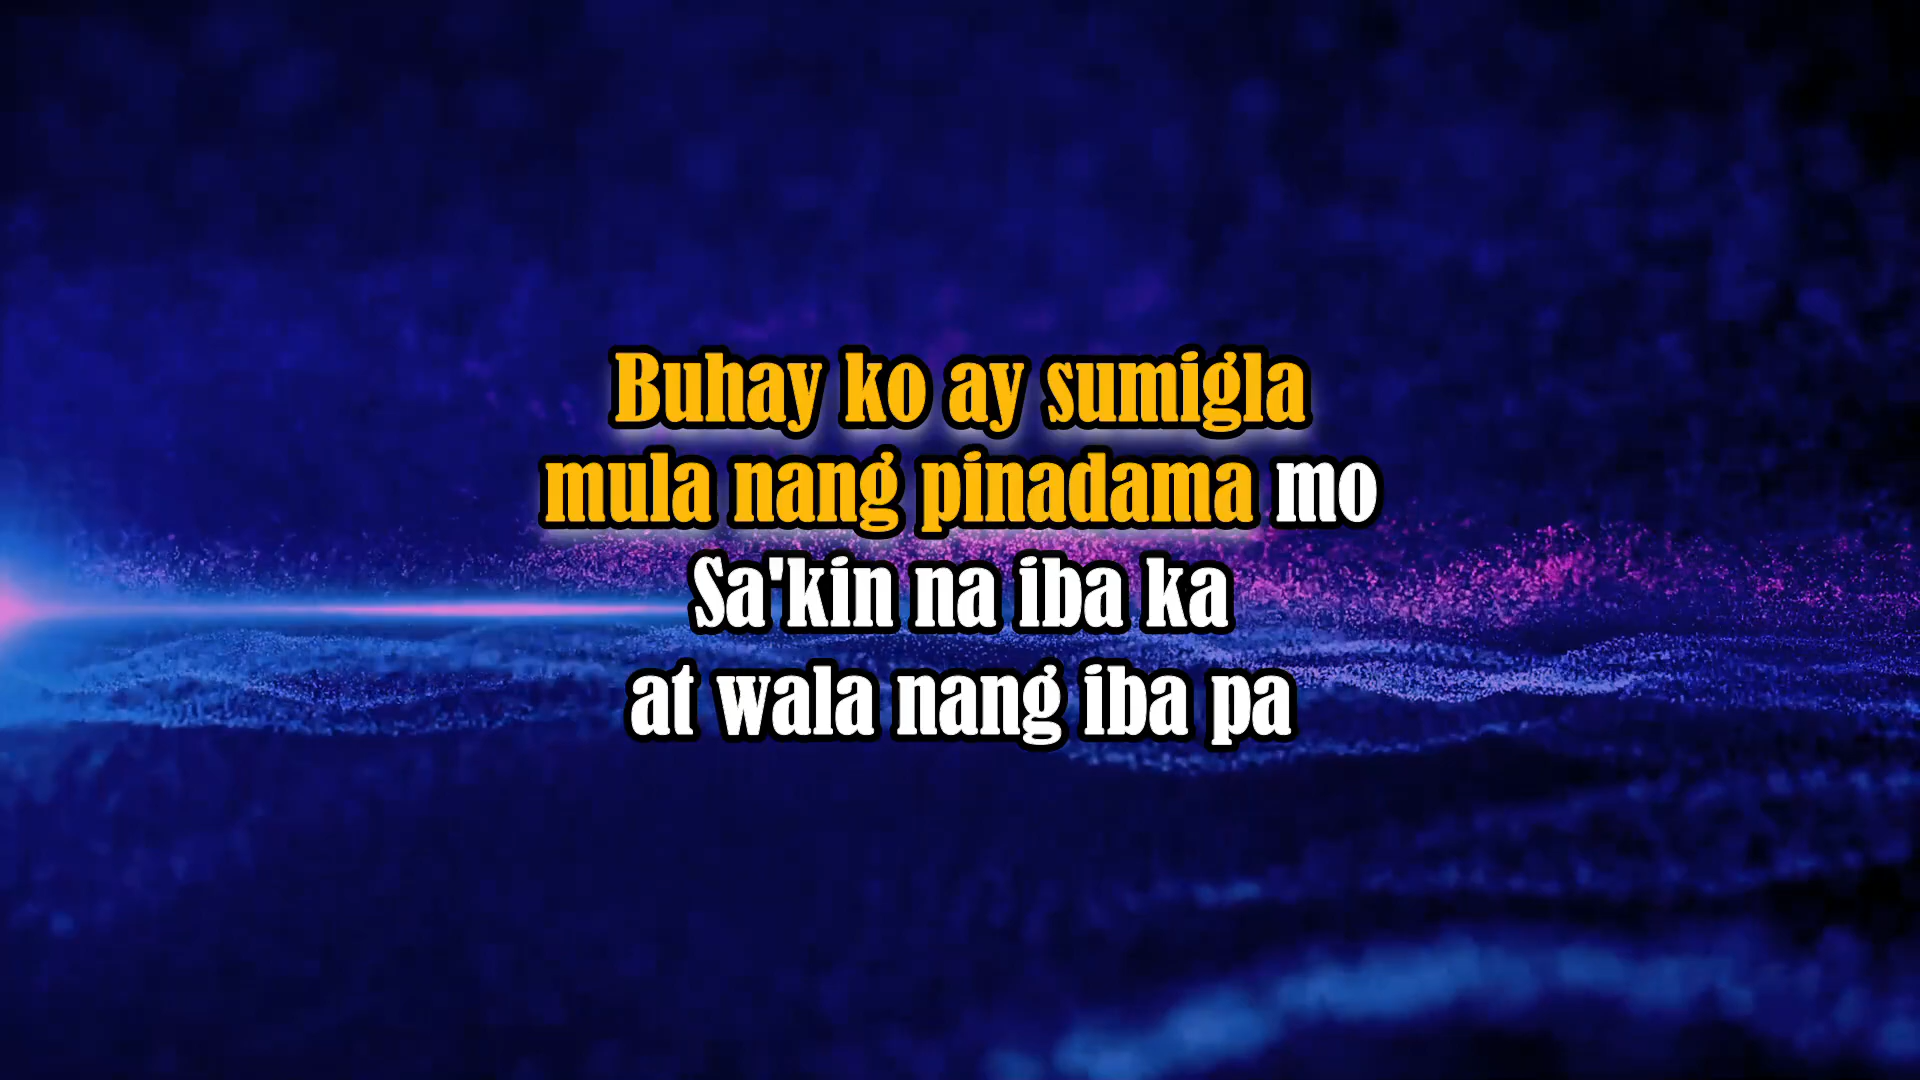 Buhay ko ay sumigla
mula nang pinadama mo
Sa'kin na iba ka
at wala nang iba pa